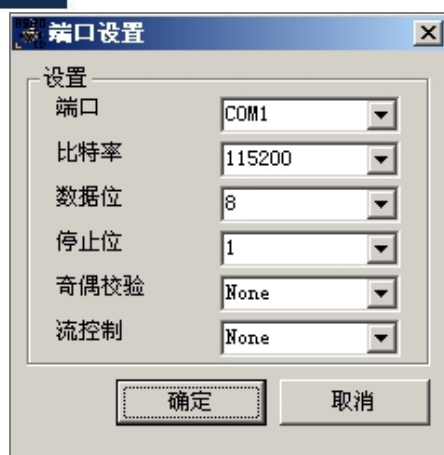 端口设置
设置
端口 COM1
比特率 115200
数据位 8
停止位 1
奇偶校验 None
流控制 None
确定 取消